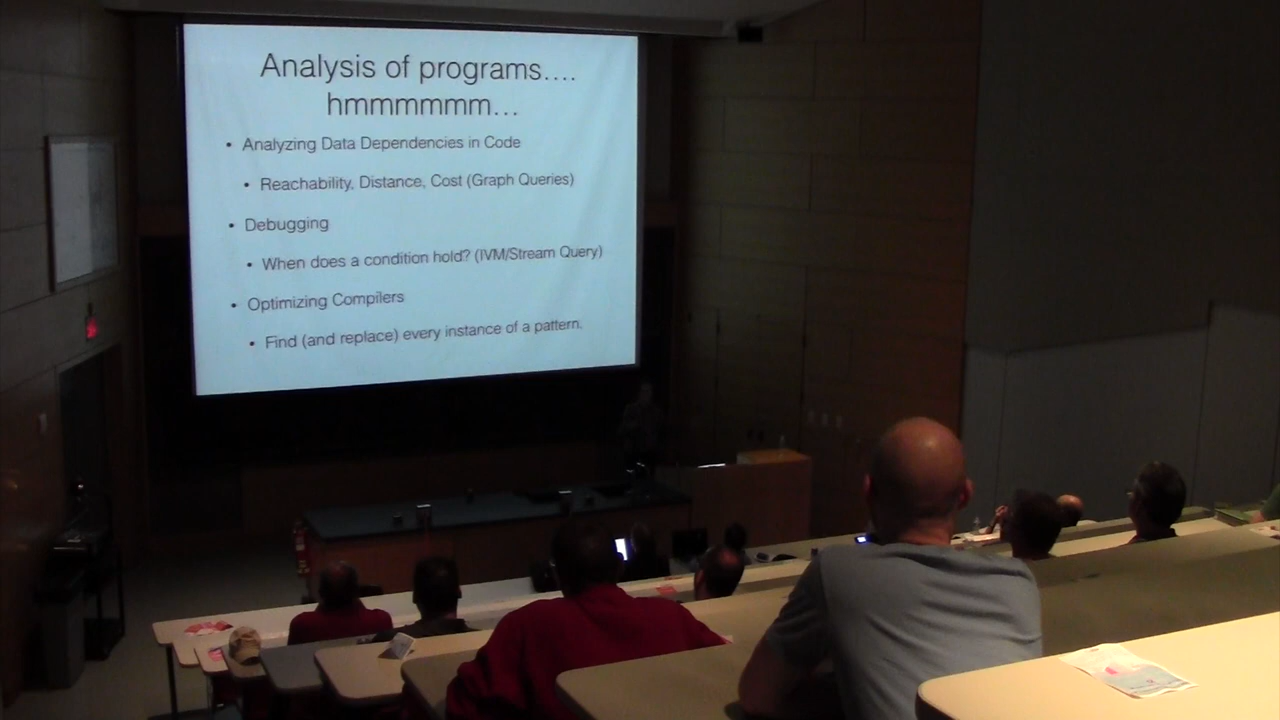 Analysis of programs....
hmmmmmm...
• Analyzing Data Dependencies in Code
• Reachability, Distance, Cost (Graph Queries)
• Debugging
• When does a condition hold? (IVM/Stream Query)
• Optimizing Compilers
• Find (and replace) every instance of a pattern.